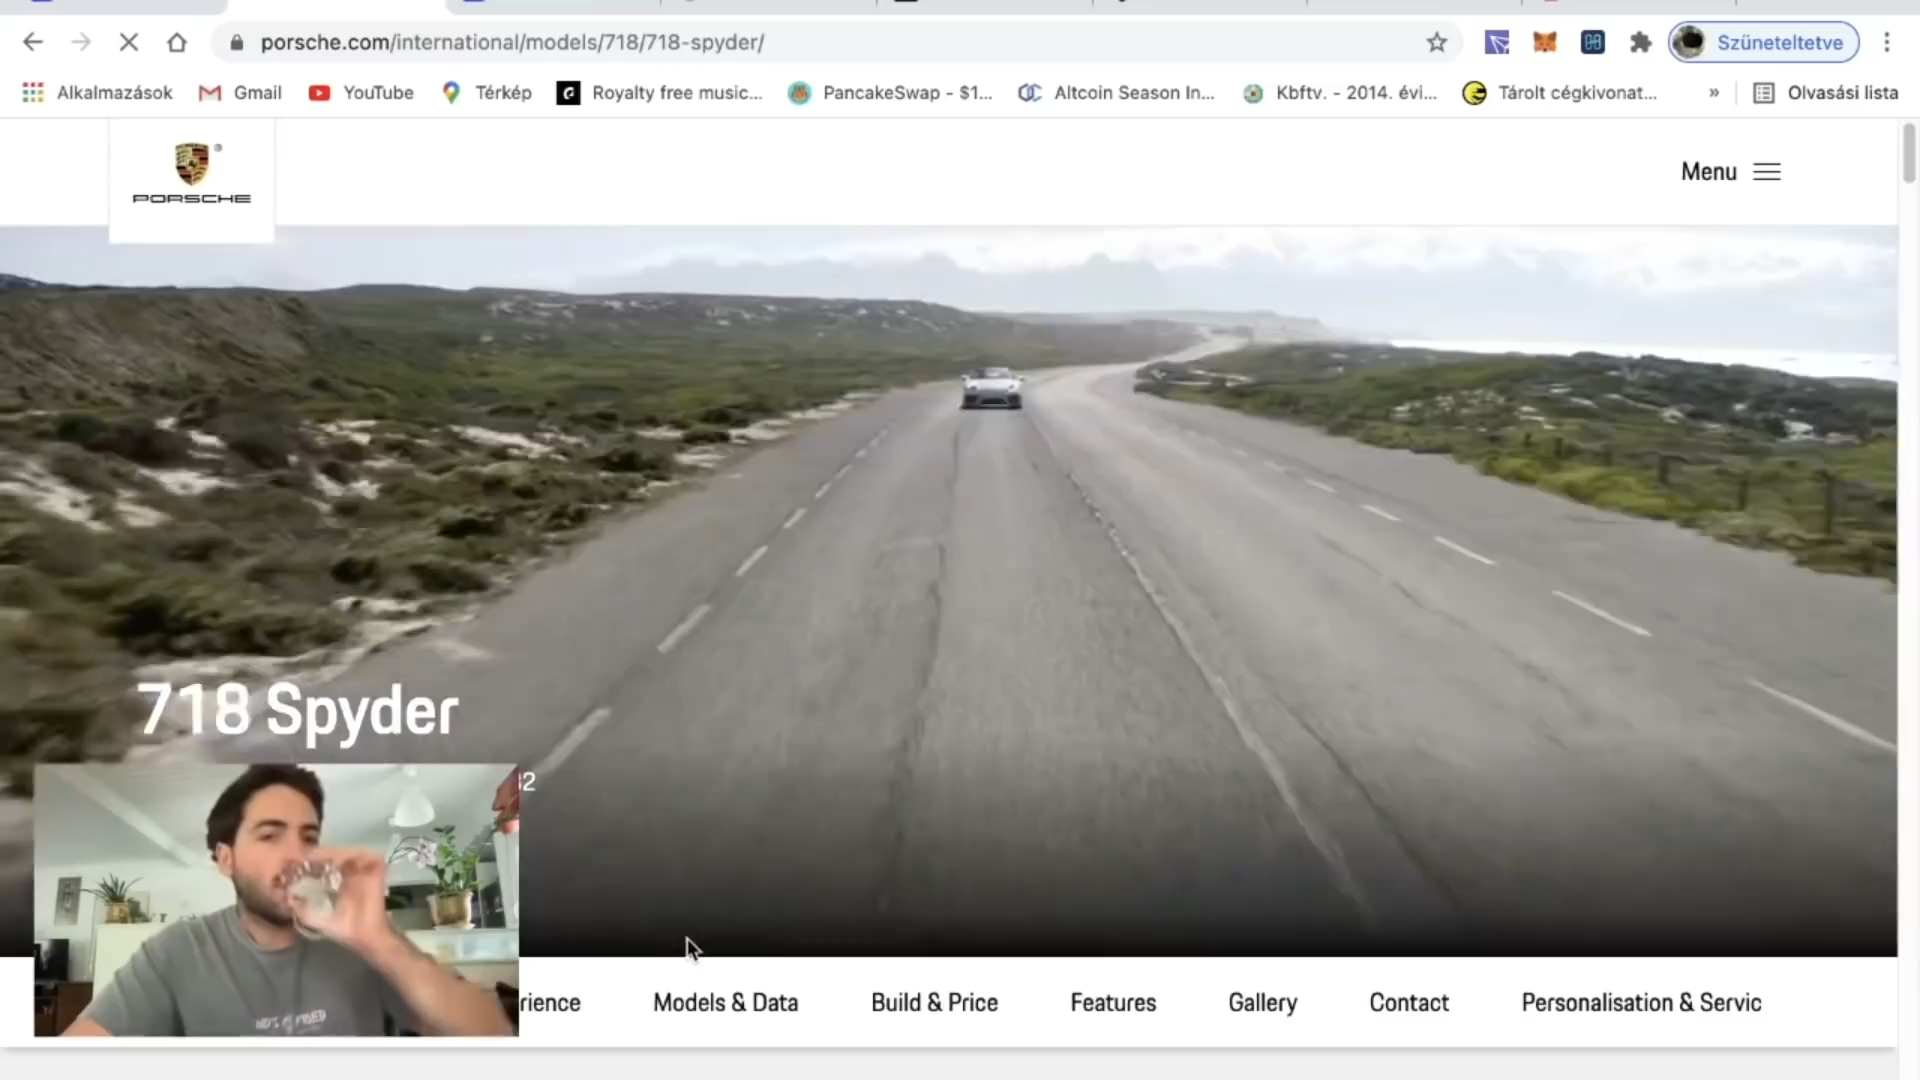 porsche.com/international/models/718/718-spyder/
Szüneteltetve
Alkalmazások
Gmail
YouTube
Térkép
Royalty free music...
PancakeSwap - $1...
Altcoin Season In...
Kbftv. - 2014. évi...
Tárolt cégkivonat...
»
Olvasási lista
PORSCHE
Menu
718 Spyder
rience
Models & Data
Build & Price
Features
Gallery
Contact
Personalisation & Servic